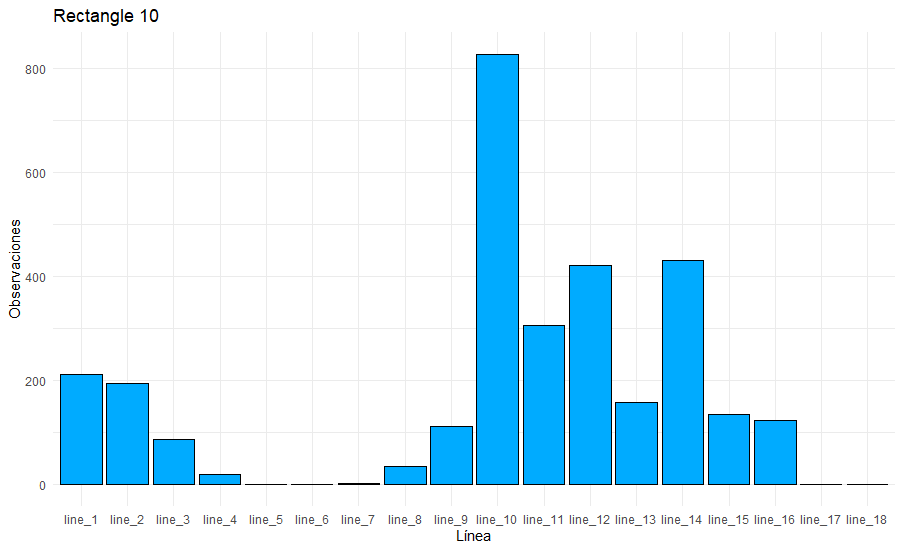 Rectangle 10
Observaciones
800
600
400
200
0
line_1 line_2 line_3 line_4 line_5 line_6 line_7 line_8 line_9 line_10 line_11 line_12 line_13 line_14 line_15 line_16 line_17 line_18
Línea